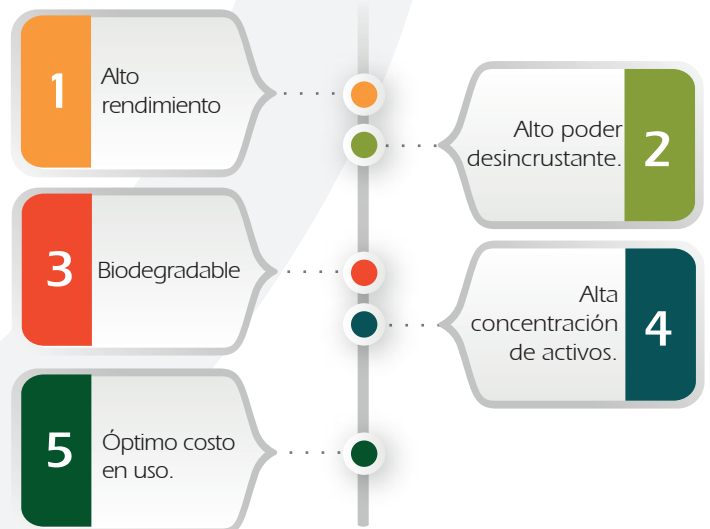 1
Alto
rendimiento
2
Alto poder
desincrustante.
3
Biodegradable
4
Alta
concentración
de activos.
5
Óptimo costo
en uso.